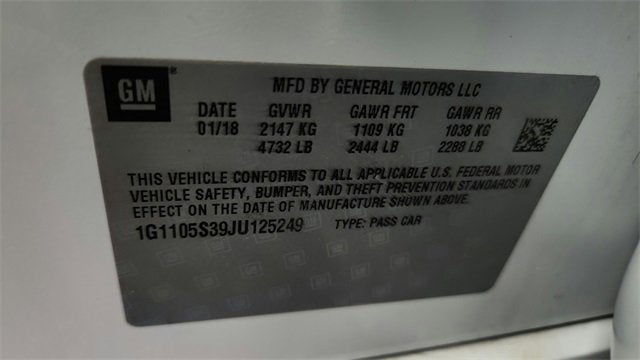 GM ®
MFD BY GENERAL MOTORS LLC
DATE GVWR GAWR FRT GAWR RR
01/18 2147 KG 1109 KG 1038 KG
4732 LB 2444 LB 2288 LB
THIS VEHICLE CONFORMS TO ALL APPLICABLE U.S. FEDERAL MOTOR
VEHICLE SAFETY, BUMPER, AND THEFT PREVENTION STANDARDS IN
EFFECT ON THE DATE OF MANUFACTURE SHOWN ABOVE.
1G1105S39JU125249 TYPE: PASS CAR